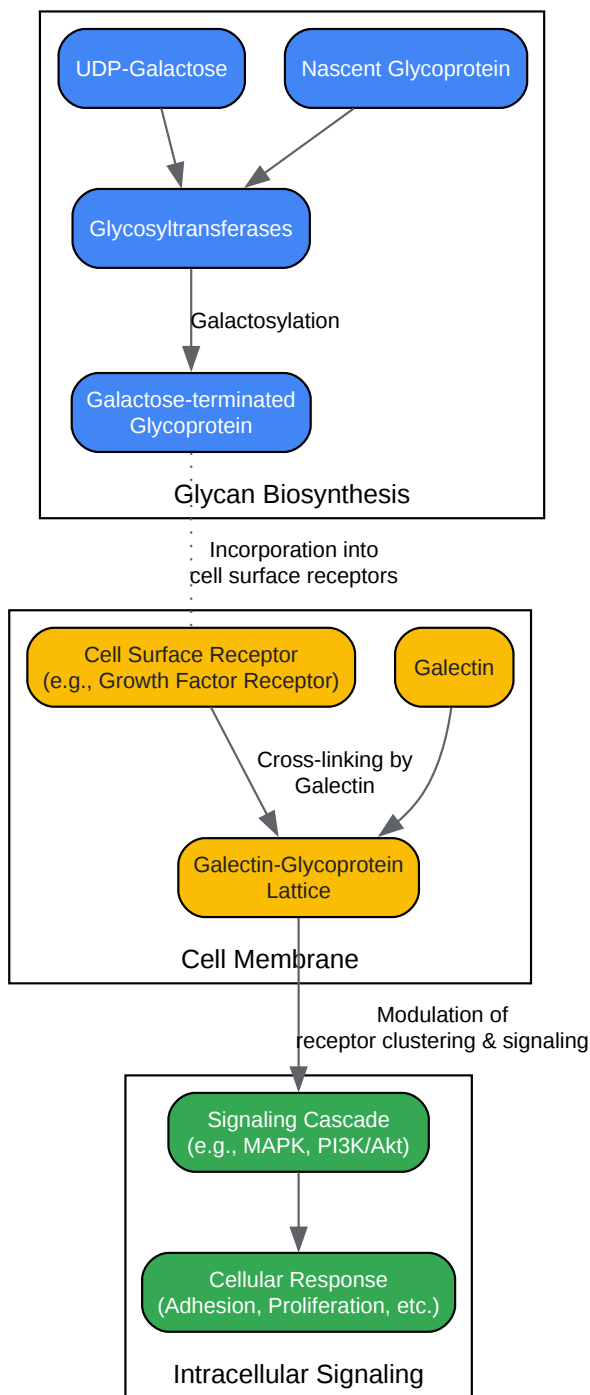 UDP-Galactose
Nascent Glycoprotein
Glycosyltransferases
Galactosylation
Galactose-terminated
Glycoprotein
Glycan Biosynthesis
Incorporation into
cell surface receptors
Cell Surface Receptor
(e.g., Growth Factor Receptor)
Galectin
Cross-linking by
Galectin
Galectin-Glycoprotein
Lattice
Cell Membrane
Modulation of
receptor clustering & signaling
Signaling Cascade
(e.g., MAPK, PI3K/Akt)
Cellular Response
(Adhesion, Proliferation, etc.)
Intracellular Signaling